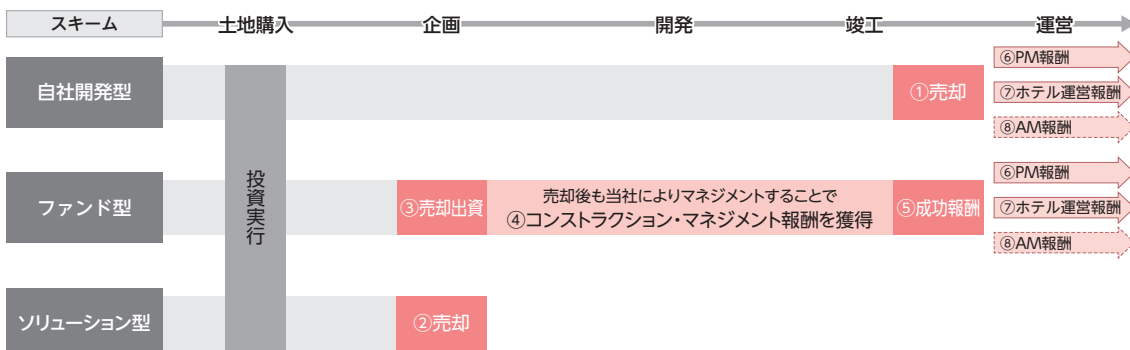 スキーム
土地購入
企画
開発
竣工
運営
自社開発型
①売却
⑥PM報酬
⑦ホテル運営報酬
⑧AM報酬
投資実行
ファンド型
③売却出資
売却後も当社によりマネジメントすることで
④コンストラクション・マネジメント報酬を獲得
⑤成功報酬
⑥PM報酬
⑦ホテル運営報酬
⑧AM報酬
ソリューション型
②売却